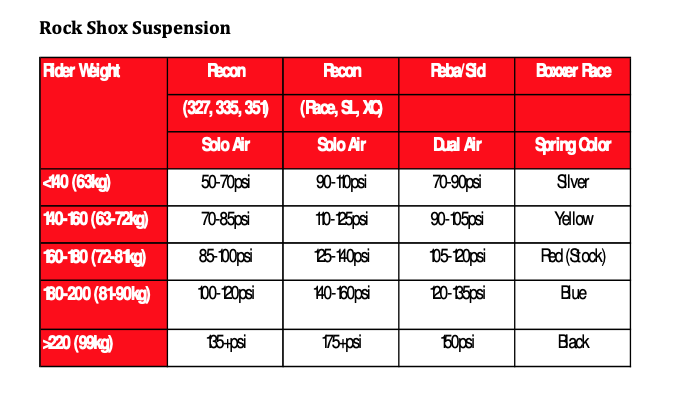 Rock Shox Suspension
Rider Weight Recon Recon Reba/Sid Boxxer Race
(327, 335, 351) (Race, SL, XC)
Solo Air Solo Air Dual Air Spring Color
<140 (63kg) 50-70psi 90-110psi 70-90psi Silver
140-160 (63-72kg) 70-85psi 110-125psi 90-105psi Yellow
160-180 (72-81kg) 85-100psi 125-140psi 105-120psi Red (Stock)
180-200 (81-90kg) 100-120psi 140-160psi 120-135psi Blue
>220 (99kg) 135+psi 175+psi 150psi Black